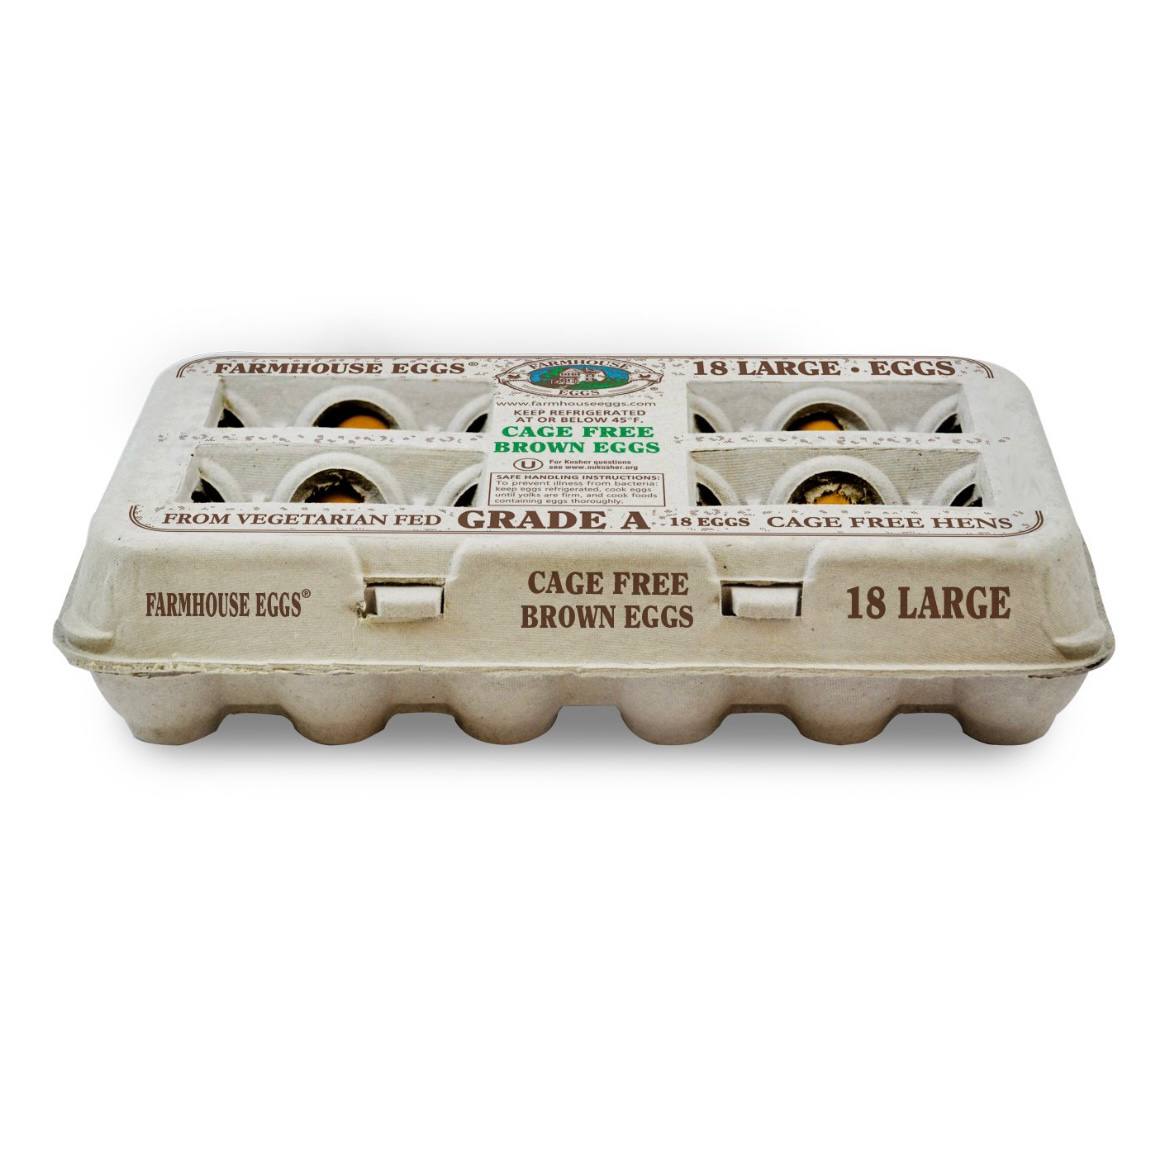 FARMHOUSE EGGS®
FARMHOUSE
EGGS
®
18 LARGE • EGGS
www.farmhouseeggs.com
KEEP REFRIGERATED
AT OR BELOW 45°F.
CAGE FREE
BROWN EGGS
U
For Kosher questions
see www.oukosher.org
SAFE HANDLING INSTRUCTIONS:
To prevent illness from bacteria:
keep eggs refrigerated, cook eggs
until yolks are firm, and cook foods
containing eggs thoroughly.
FROM VEGETARIAN FED
GRADE A
18 EGGS
CAGE FREE HENS
FARMHOUSE EGGS®
CAGE FREE
BROWN EGGS
18 LARGE